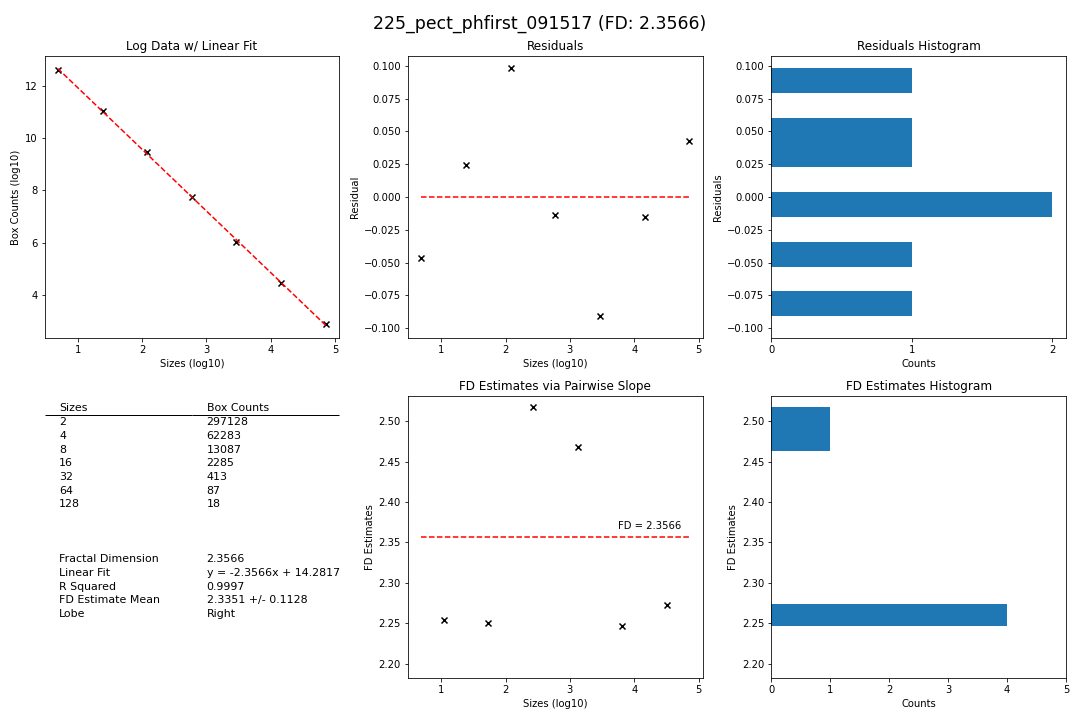 225_pect_phfirst_091517 (FD: 2.3566)
Log Data w/ Linear Fit
Box Counts (log10)
12
10
8
6
4
1 2 3 4 5
Sizes (log10)
Residuals
Residual
0.100
0.075
0.050
0.025
0.000
−0.025
−0.050
−0.075
−0.100
1 2 3 4 5
Sizes (log10)
Residuals Histogram
Residuals
0.100
0.075
0.050
0.025
0.000
−0.025
−0.050
−0.075
−0.100
0 1 2
Counts
Sizes Box Counts
2 297128
4 62283
8 13087
16 2285
32 413
64 87
128 18
Fractal Dimension 2.3566
Linear Fit y = -2.3566x + 14.2817
R Squared 0.9997
FD Estimate Mean 2.3351 +/- 0.1128
Lobe Right
FD Estimates via Pairwise Slope
FD Estimates
2.50
2.45
2.40
2.35
2.30
2.25
2.20
FD = 2.3566
1 2 3 4 5
Sizes (log10)
FD Estimates Histogram
FD Estimates
2.50
2.45
2.40
2.35
2.30
2.25
2.20
0 1 2 3 4 5
Counts